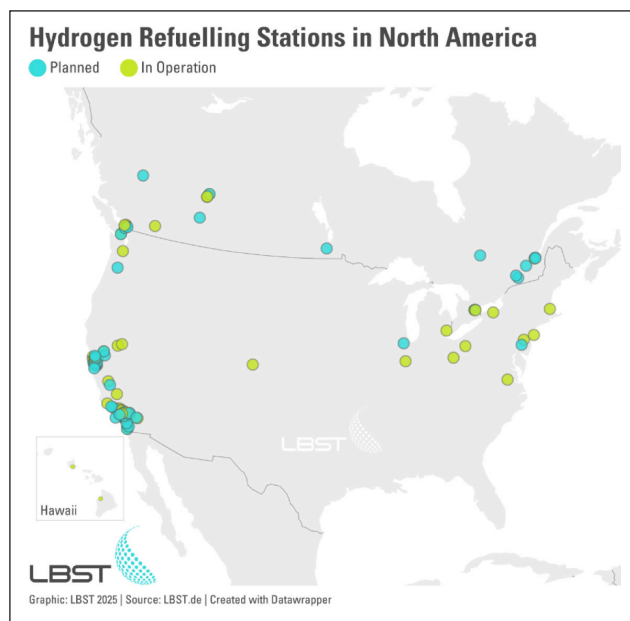 Hydrogen Refuelling Stations in North America
Planned In Operation
LBST
Hawaii
LBST
Graphic: LBST 2025 | Source: LBST.de | Created with Datawrapper